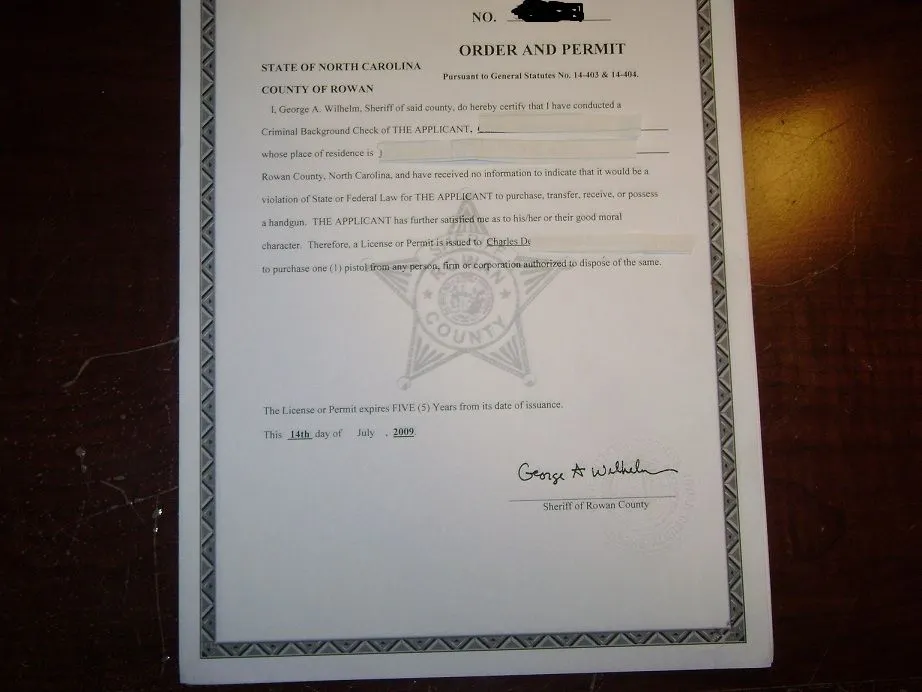 NO.
ORDER AND PERMIT
STATE OF NORTH CAROLINA
Pursuant to General Statutes No. 14-403 & 14-404.
COUNTY OF ROWAN
I, George A. Wilhelm, Sheriff of said county, do hereby certify that I have conducted a
Criminal Background Check of THE APPLICANT,
whose place of residence is
Rowan County, North Carolina, and have received no information to indicate that it would be a
violation of State or Federal Law for THE APPLICANT to purchase, transfer, receive, or possess
a handgun. THE APPLICANT has further satisfied me as to his/her or their good moral
character. Therefore, a License or Permit is issued to Charles
to purchase one (1) pistol from any person, firm or corporation authorized to dispose of the same.
ROWAN
COUNTY
The License or Permit expires FIVE (5) Years from its date of issuance.
This 14th day of July , 2009.
George A Wilhelm
Sheriff of Rowan County